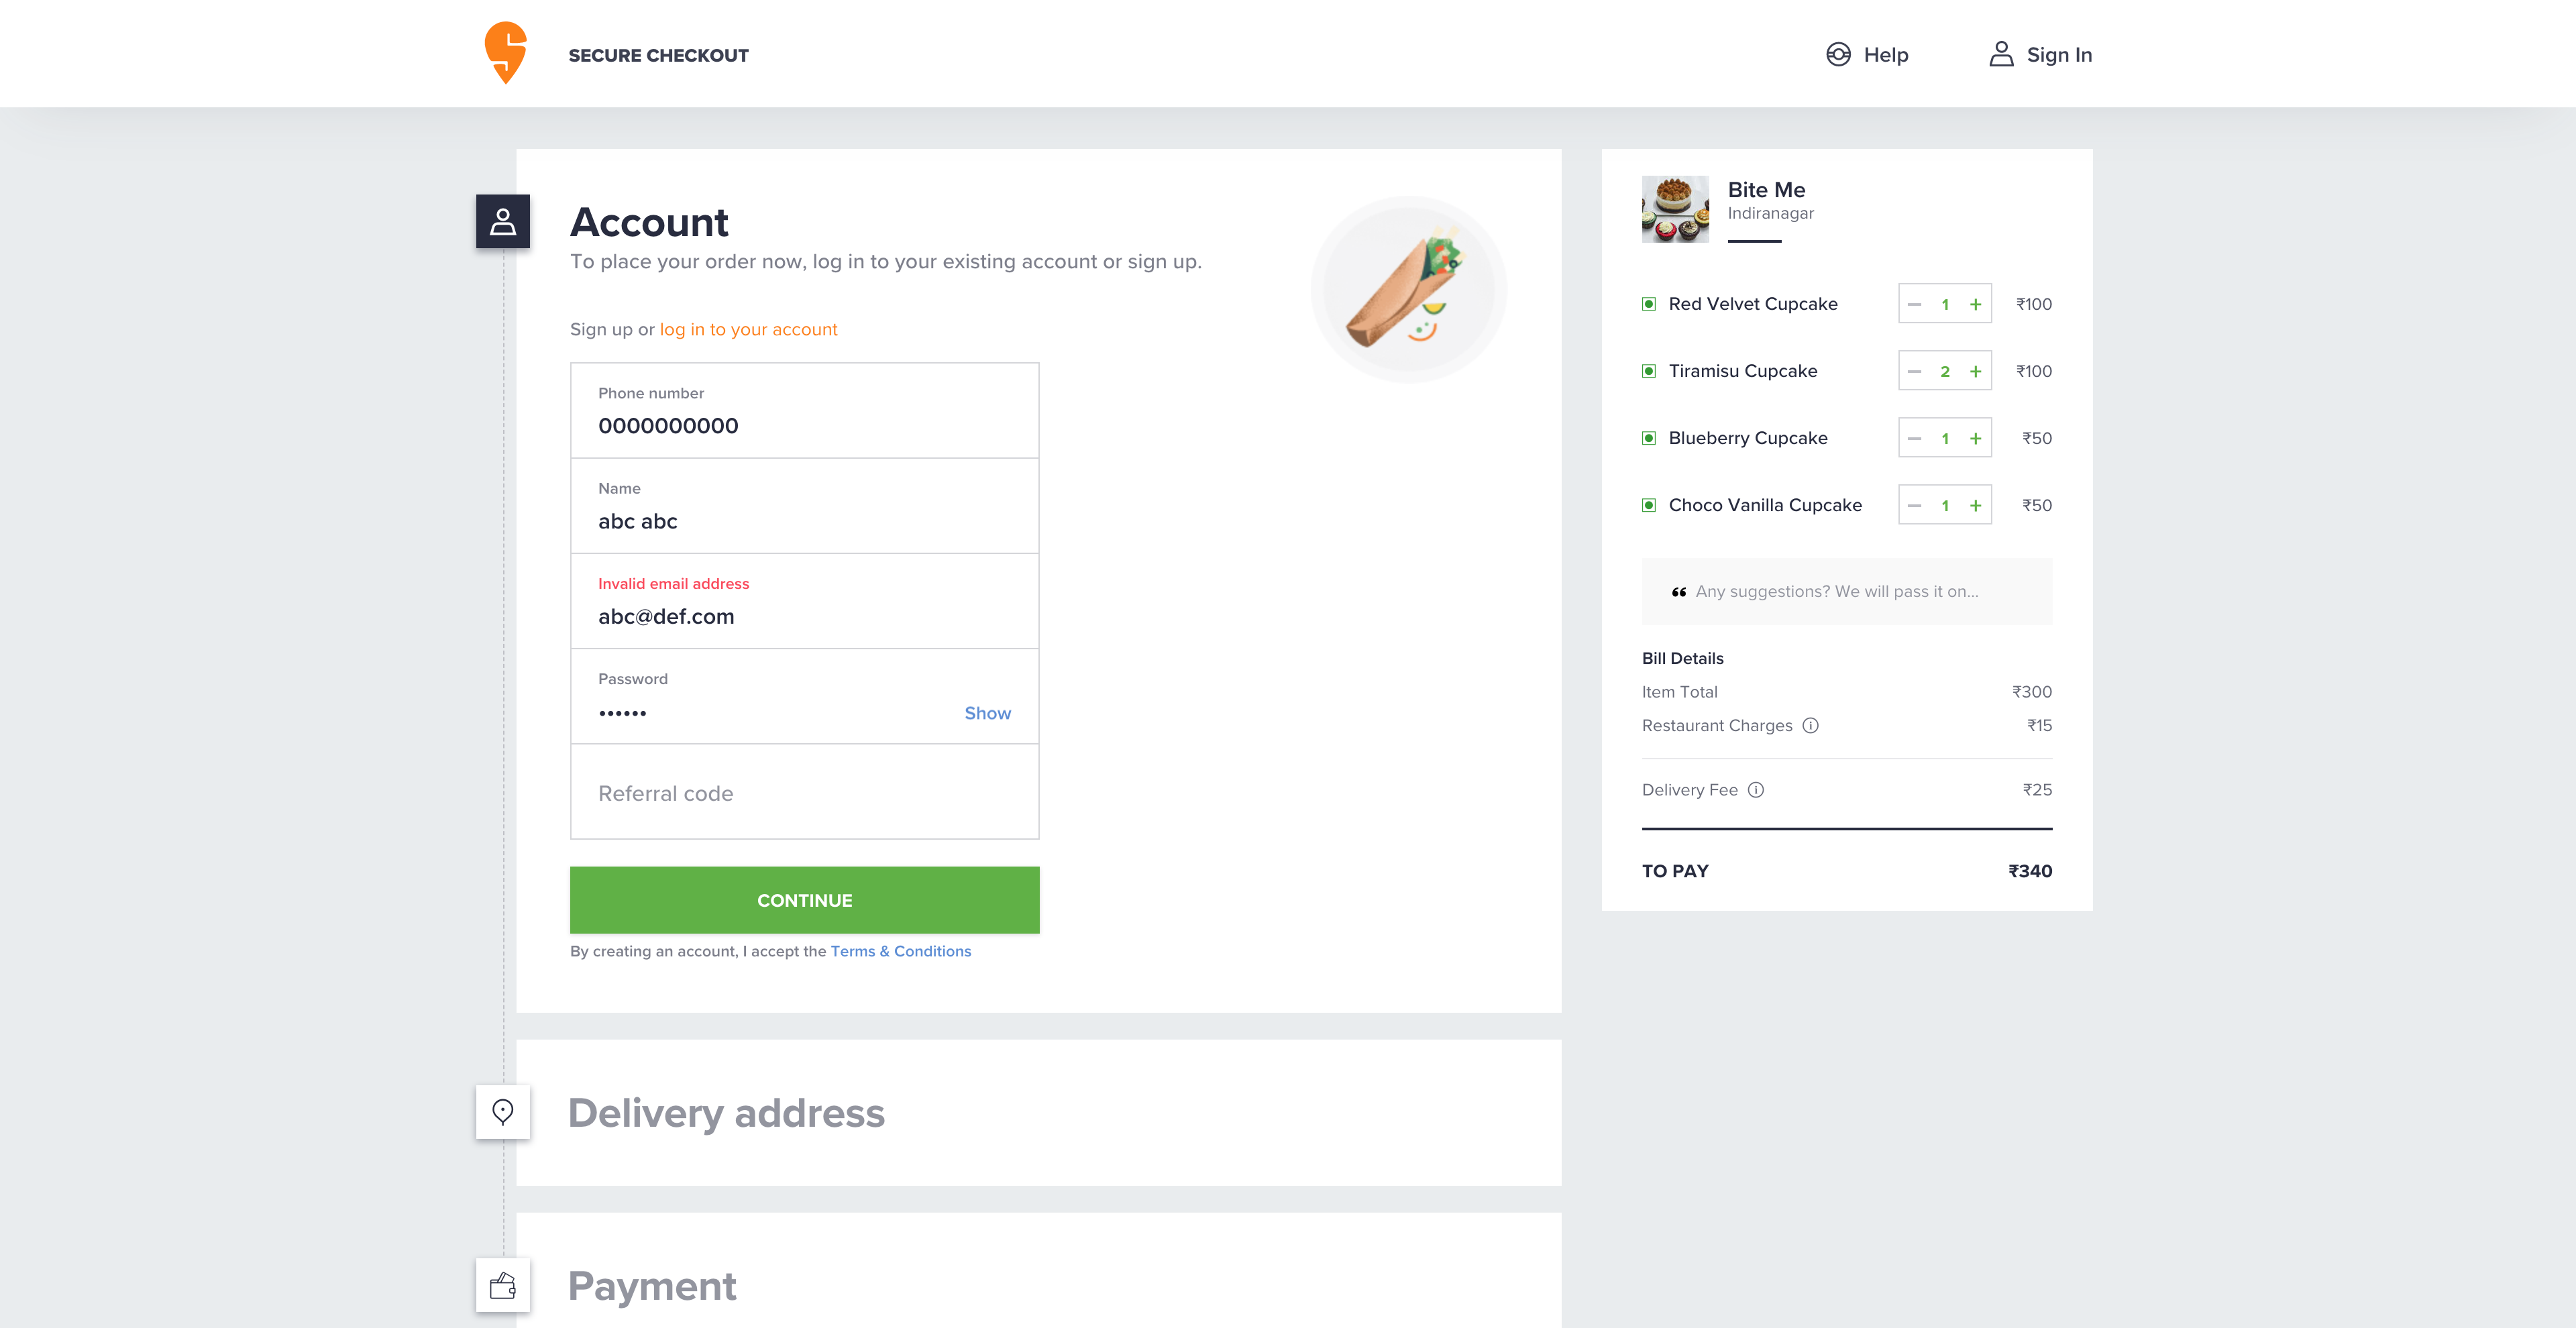 SECURE CHECKOUT
Help
Sign In
Account
To place your order now, log in to your existing account or sign up.
Sign up or log in to your account
Phone number
0000000000
Name
abc abc
Invalid email address
abc@def.com
Password
••••••
Show
Referral code
CONTINUE
By creating an account, I accept the Terms & Conditions
Delivery address
Payment
Bite Me
Indiranagar
Red Velvet Cupcake − 1 + ₹100
Tiramisu Cupcake − 2 + ₹100
Blueberry Cupcake − 1 + ₹50
Choco Vanilla Cupcake − 1 + ₹50
❝ Any suggestions? We will pass it on...
Bill Details
Item Total ₹300
Restaurant Charges ₹15
Delivery Fee ₹25
TO PAY ₹340